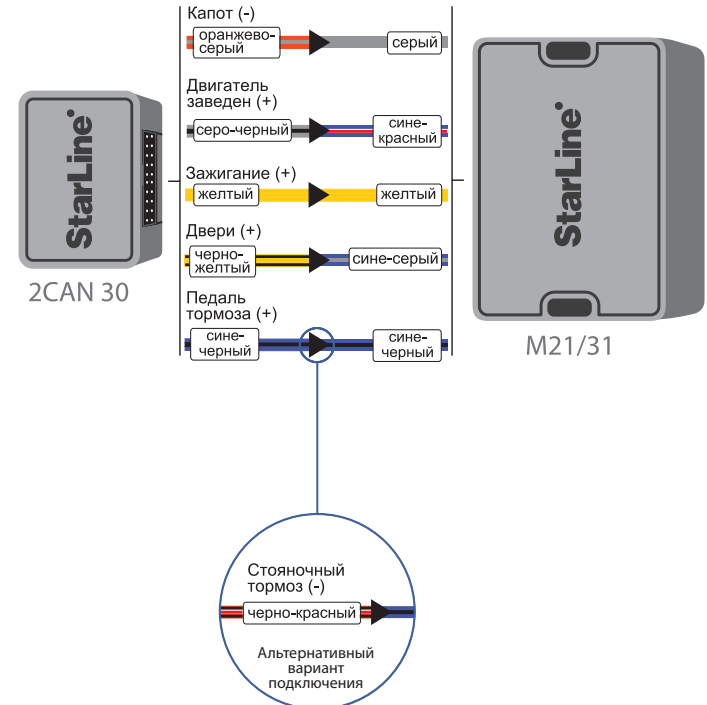 Капот (-)
оранжево-
серый
серый
Двигатель
заведен (+)
серо-черный
сине-
красный
Зажигание (+)
желтый
желтый
Двери (+)
черно-
желтый
сине-серый
Педаль
тормоза (+)
сине-
черный
сине-
черный
StarLine
2CAN 30
StarLine
M21/31
Стояночный
тормоз (-)
черно-красный
Альтернативный
вариант
подключения